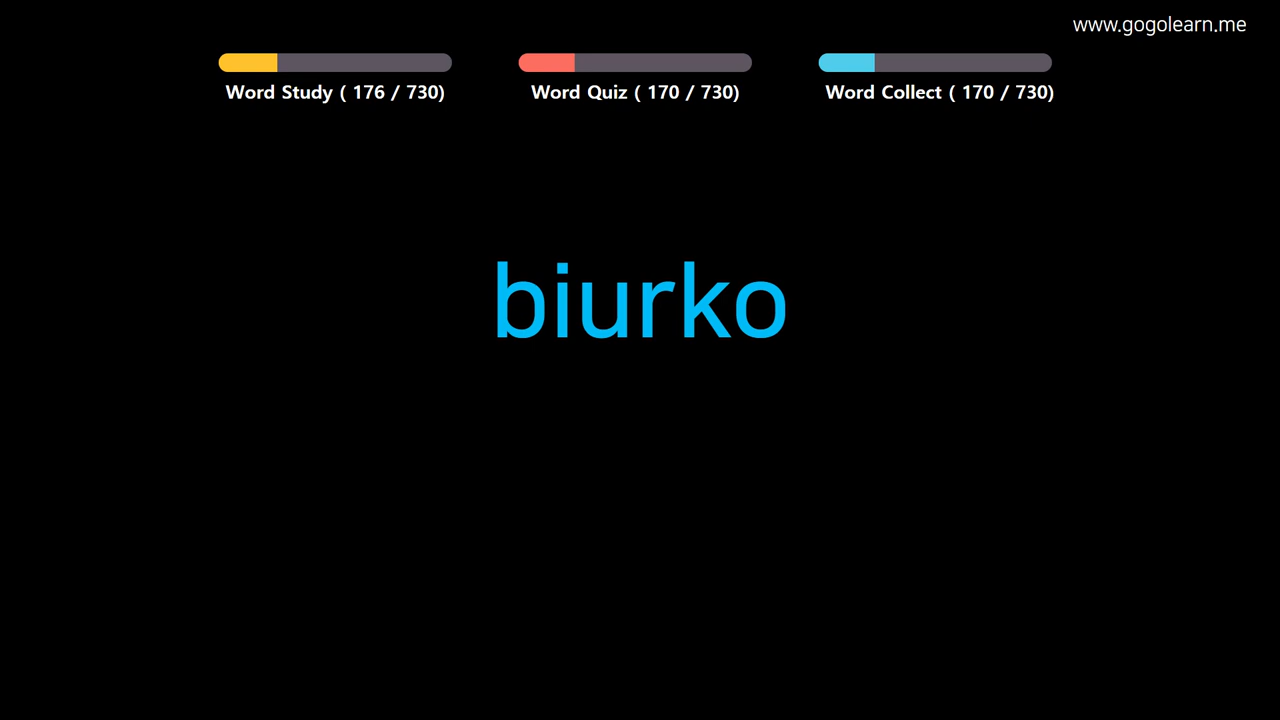 www.gogolearn.me
Word Study ( 176 / 730)
Word Quiz ( 170 / 730)
Word Collect ( 170 / 730)
biurko